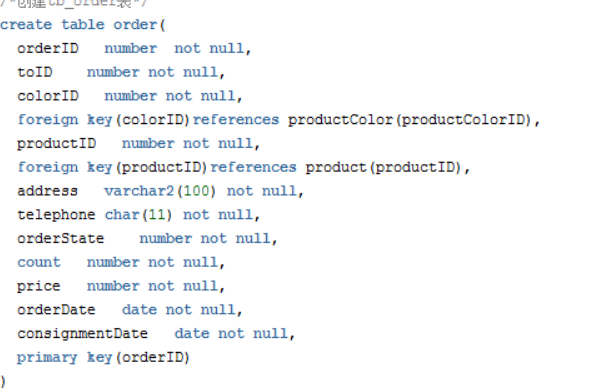 /*创建tb_order表*/
create table order(
orderID number not null,
toID number not null,
colorID number not null,
foreign key(colorID)references productColor(productColorID),
productID number not null,
foreign key(productID)references product(productID),
address varchar2(100) not null,
telephone char(11) not null,
orderState number not null,
count number not null,
price number not null,
orderDate date not null,
consignmentDate date not null,
primary key(orderID)
)